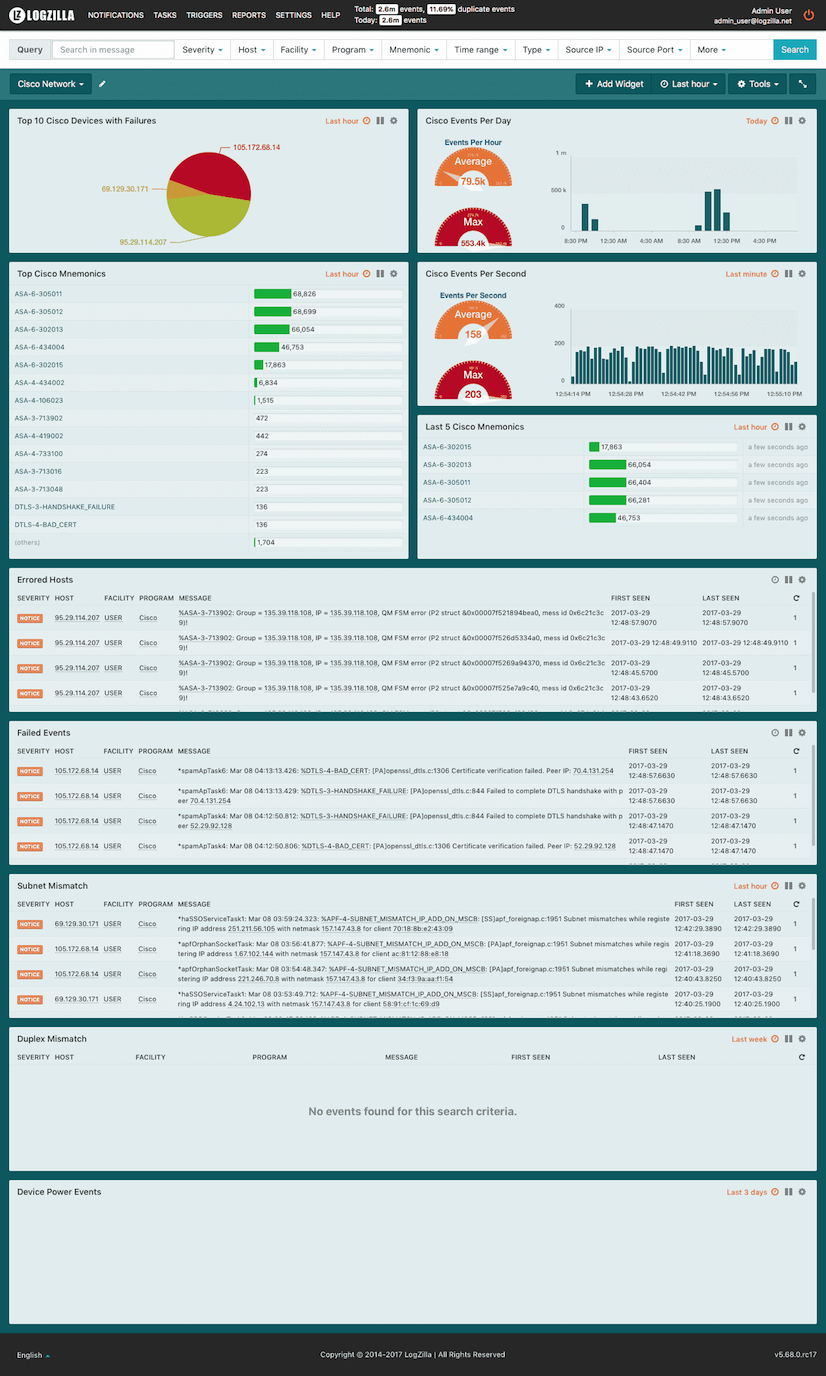 LOGZILLA NOTIFICATIONS TASKS TRIGGERS REPORTS SETTINGS HELP Total: 2.6m events, 11.69% duplicate events
Today: 2.6m events
Admin User
admin_user@logzilla.net
Query Search in message Severity Host Facility Program Mnemonic Time range Type Source IP Source Port More Search
Cisco Network + Add Widget Last hour Tools
Top 10 Cisco Devices with Failures Last hour
105.172.68.14
69.129.30.171
95.29.114.207
Cisco Events Per Day Today
Events Per Hour
Average
79.5k
Max
553.4k
1 m
500 k
0
8:30 PM 12:30 AM 4:30 AM 8:30 AM 12:30 PM 4:30 PM
Top Cisco Mnemonics Last hour
ASA-6-305011 68,826
ASA-6-305012 68,699
ASA-6-302013 66,054
ASA-6-434004 46,753
ASA-6-302015 17,863
ASA-4-434002 6,834
ASA-4-106023 1,515
ASA-3-713902 472
ASA-4-419002 442
ASA-4-733100 274
ASA-3-713016 223
ASA-3-713048 223
DTLS-3-HANDSHAKE_FAILURE 136
DTLS-4-BAD_CERT 136
(others) 1,704
Cisco Events Per Second Last minute
Events Per Second
Average
158
Max
203
400
200
0
12:54:14 PM 12:54:28 PM 12:54:42 PM 12:54:56 PM 12:55:10 PM
Last 5 Cisco Mnemonics Last hour
ASA-6-302015 17,863 a few seconds ago
ASA-6-302013 66,054 a few seconds ago
ASA-6-305011 66,404 a few seconds ago
ASA-6-305012 66,281 a few seconds ago
ASA-6-434004 46,753 a few seconds ago
Errored Hosts
SEVERITY HOST FACILITY PROGRAM MESSAGE FIRST SEEN LAST SEEN
NOTICE 95.29.114.207 USER Cisco %ASA-3-713902: Group = 135.39.118.108, IP = 135.39.118.108, QM FSM error (P2 struct &0x00007f521894bea0, mess id 0x6c21c3c
9)! 2017-03-29 12:48:57.9070 2017-03-29 12:48:57.9070 1
NOTICE 95.29.114.207 USER Cisco %ASA-3-713902: Group = 135.39.118.108, IP = 135.39.118.108, QM FSM error (P2 struct &0x00007f526d5334a0, mess id 0x6c21c3c
9)! 2017-03-29 12:48:49.9110 2017-03-29 12:48:49.9110 1
NOTICE 95.29.114.207 USER Cisco %ASA-3-713902: Group = 135.39.118.108, IP = 135.39.118.108, QM FSM error (P2 struct &0x00007f5269a94370, mess id 0x6c21c3c
9)! 2017-03-29 12:48:45.5700 2017-03-29 12:48:45.5700 1
NOTICE 95.29.114.207 USER Cisco %ASA-3-713902: Group = 135.39.118.108, IP = 135.39.118.108, QM FSM error (P2 struct &0x00007f525e7a9c40, mess id 0x6c21c3c
9)! 2017-03-29 12:48:43.6520 2017-03-29 12:48:43.6520 1
Failed Events
SEVERITY HOST FACILITY PROGRAM MESSAGE FIRST SEEN LAST SEEN
NOTICE 105.172.68.14 USER Cisco *spamApTask6: Mar 08 04:13:13.426: %DTLS-4-BAD_CERT: [PA]openssl_dtls.c:1306 Certificate verification failed. Peer IP: 70.4.131.254 2017-03-29 12:48:57.6630 2017-03-29 12:48:57.6630 1
NOTICE 105.172.68.14 USER Cisco *spamApTask6: Mar 08 04:13:13.429: %DTLS-3-HANDSHAKE_FAILURE: [PA]openssl_dtls.c:844 Failed to complete DTLS handshake with p
eer 70.4.131.254 2017-03-29 12:48:57.6630 2017-03-29 12:48:57.6630 1
NOTICE 105.172.68.14 USER Cisco *spamApTask4: Mar 08 04:12:50.812: %DTLS-3-HANDSHAKE_FAILURE: [PA]openssl_dtls.c:844 Failed to complete DTLS handshake with p
eer 52.29.92.128 2017-03-29 12:48:47.1470 2017-03-29 12:48:47.1470 1
NOTICE 105.172.68.14 USER Cisco *spamApTask4: Mar 08 04:12:50.806: %DTLS-4-BAD_CERT: [PA]openssl_dtls.c:1306 Certificate verification failed. Peer IP: 52.29.92.128 2017-03-29 12:48:47.1470 2017-03-29 12:48:47.1470 1
Subnet Mismatch Last hour
SEVERITY HOST FACILITY PROGRAM MESSAGE FIRST SEEN LAST SEEN
NOTICE 69.129.30.171 USER Cisco *haSSOServiceTask1: Mar 08 03:59:24.323: %APF-4-SUBNET_MISMATCH_IP_ADD_ON_MSCB: [SS]apf_foreignap.c:1951 Subnet mismatches while registe
ring IP address 251.211.56.105 with netmask 157.147.43.8 for client 70:18:8b:e2:43:09 2017-03-29 12:42:29.3890 2017-03-29 12:42:29.3890 1
NOTICE 105.172.68.14 USER Cisco *apfOrphanSocketTask: Mar 08 03:56:41.877: %APF-4-SUBNET_MISMATCH_IP_ADD_ON_MSCB: [PA]apf_foreignap.c:1951 Subnet mismatches while regis
tering IP address 1.67.102.144 with netmask 157.147.43.8 for client ac:81:12:88:e8:18 2017-03-29 12:41:18.3690 2017-03-29 12:41:18.3690 1
NOTICE 105.172.68.14 USER Cisco *apfOrphanSocketTask: Mar 08 03:54:48.347: %APF-4-SUBNET_MISMATCH_IP_ADD_ON_MSCB: [PA]apf_foreignap.c:1951 Subnet mismatches while regis
tering IP address 221.246.70.8 with netmask 157.147.43.8 for client 34:f3:9a:aa:f1:54 2017-03-29 12:40:43.8250 2017-03-29 12:40:43.8250 1
NOTICE 69.129.30.171 USER Cisco *haSSOServiceTask1: Mar 08 03:53:49.712: %APF-4-SUBNET_MISMATCH_IP_ADD_ON_MSCB: [SS]apf_foreignap.c:1951 Subnet mismatches while registe
ring IP address 4.24.102.13 with netmask 157.147.43.8 for client 58:91:cf:1c:69:d9 2017-03-29 12:40:25.1900 2017-03-29 12:40:25.1900 1
Duplex Mismatch Last week
SEVERITY HOST FACILITY PROGRAM MESSAGE FIRST SEEN LAST SEEN
No events found for this search criteria.
Device Power Events Last 3 days
English Copyright © 2014-2017 LogZilla | All Rights Reserved v5.68.0.rc17